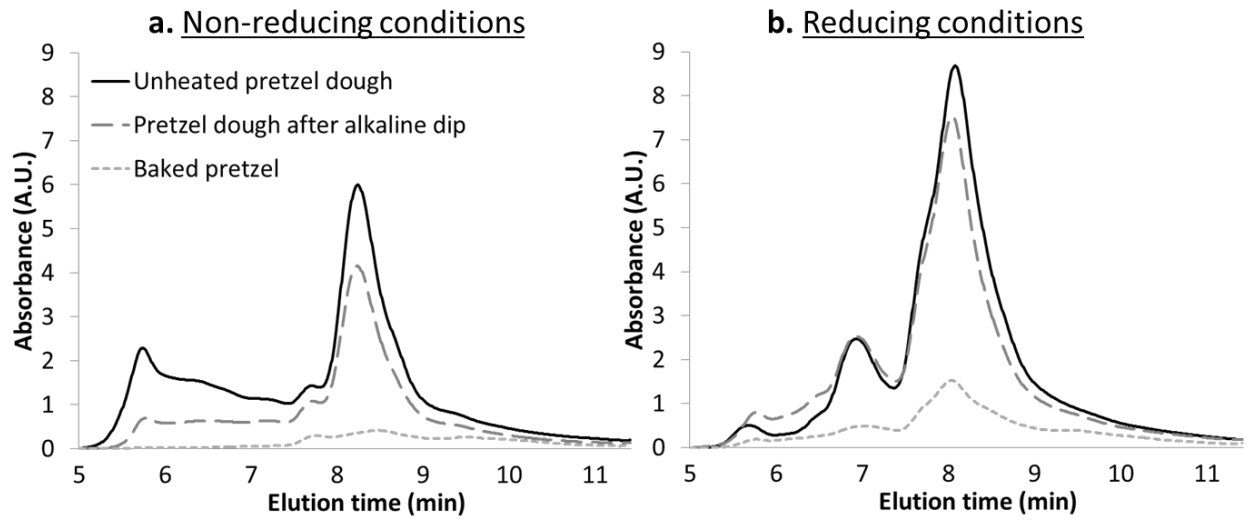 a. Non-reducing conditions
9
8
7
6
5
4
3
2
1
0
Absorbance (A.U.)
Unheated pretzel dough
Pretzel dough after alkaline dip
Baked pretzel
5 6 7 8 9 10 11
Elution time (min)
b. Reducing conditions
9
8
7
6
5
4
3
2
1
0
Absorbance (A.U.)
5 6 7 8 9 10 11
Elution time (min)